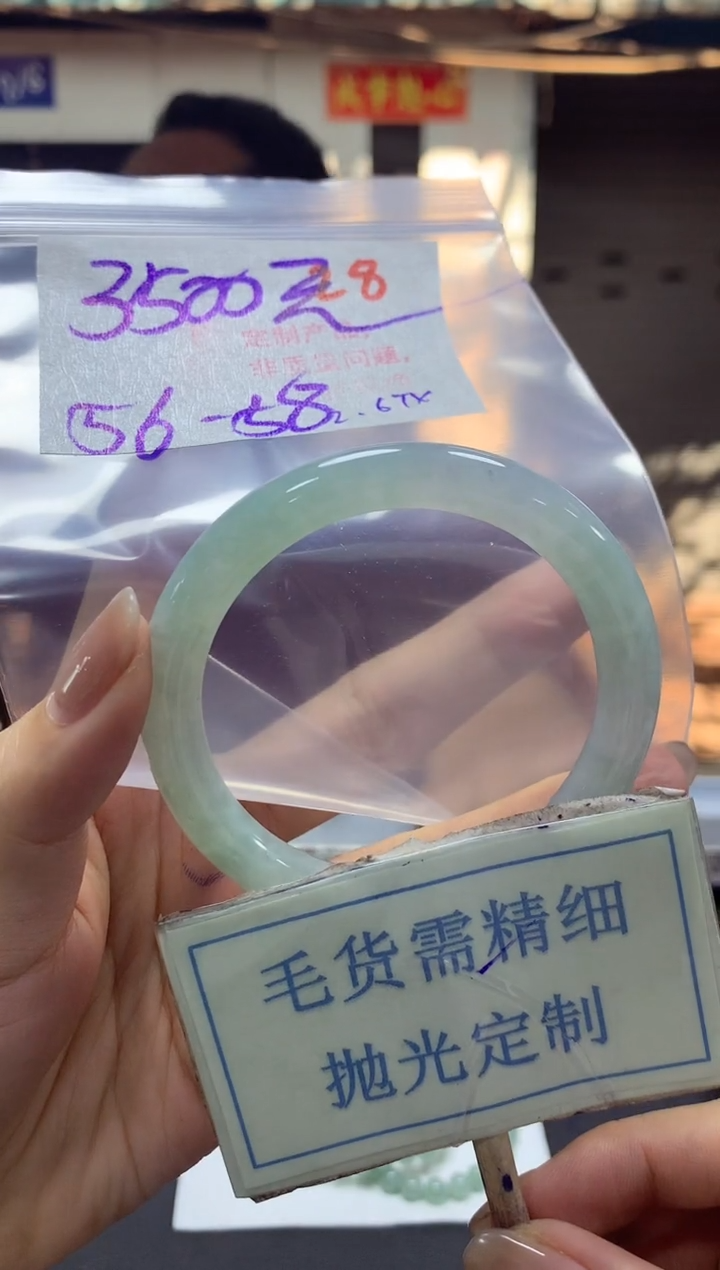 3500元
28
定制产品,
非质量问题,
56-58
毛货需精细
抛光定制